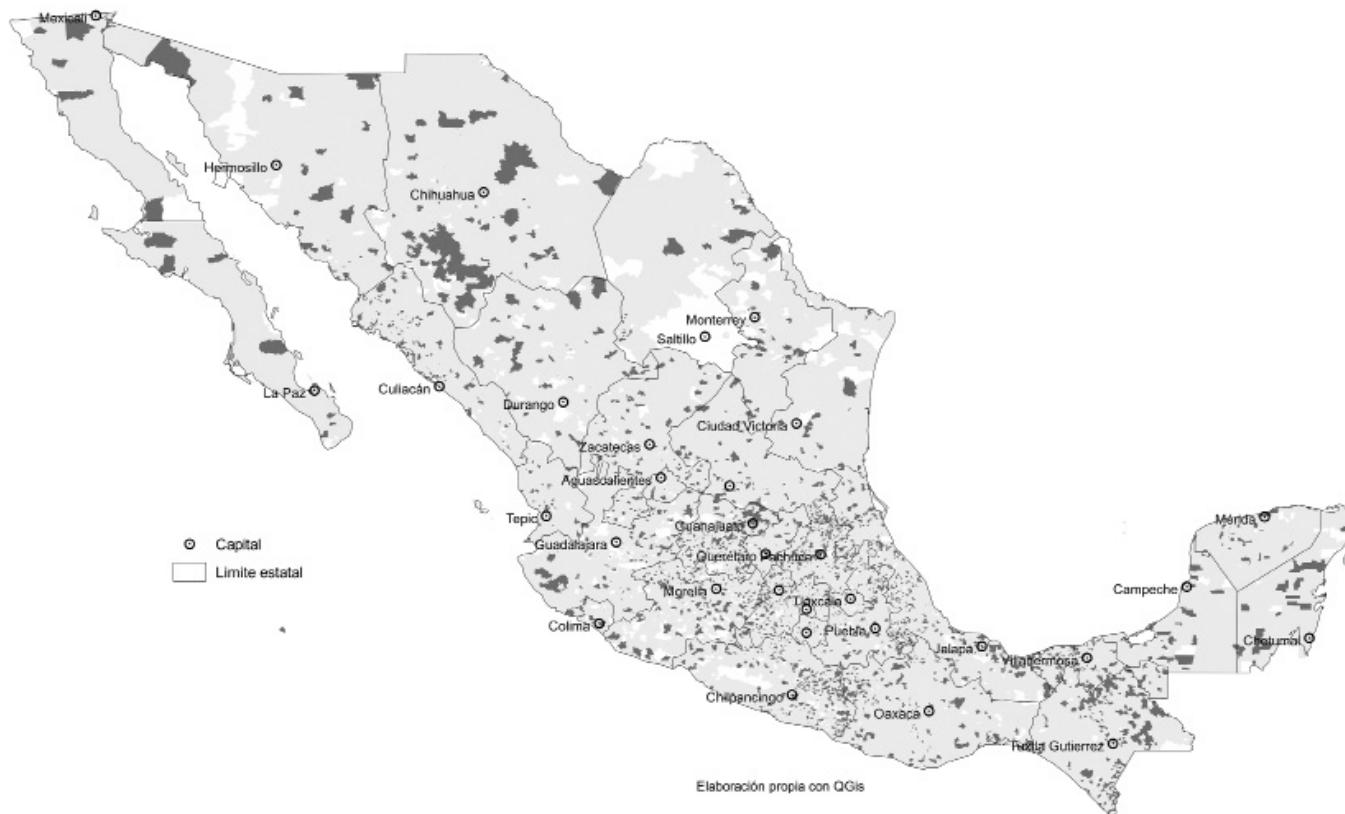 Mexicali
Hermosillo
Chihuahua
Monterrey
Saltillo
La Paz
Culiacán
Durango
Ciudad Victoria
Zacatecas
Aguascalientes
Tepic
Guanajuato
Mérida
Guadalajara
Querétaro Pachuca
Capital
Límite estatal
Morelia
Tlaxcala
Campeche
Colima
Puebla
Jalapa
Villahermosa
Chetumal
Chilpancingo
Oaxaca
Tuxtla Gutierrez
Elaboración propia con QGis